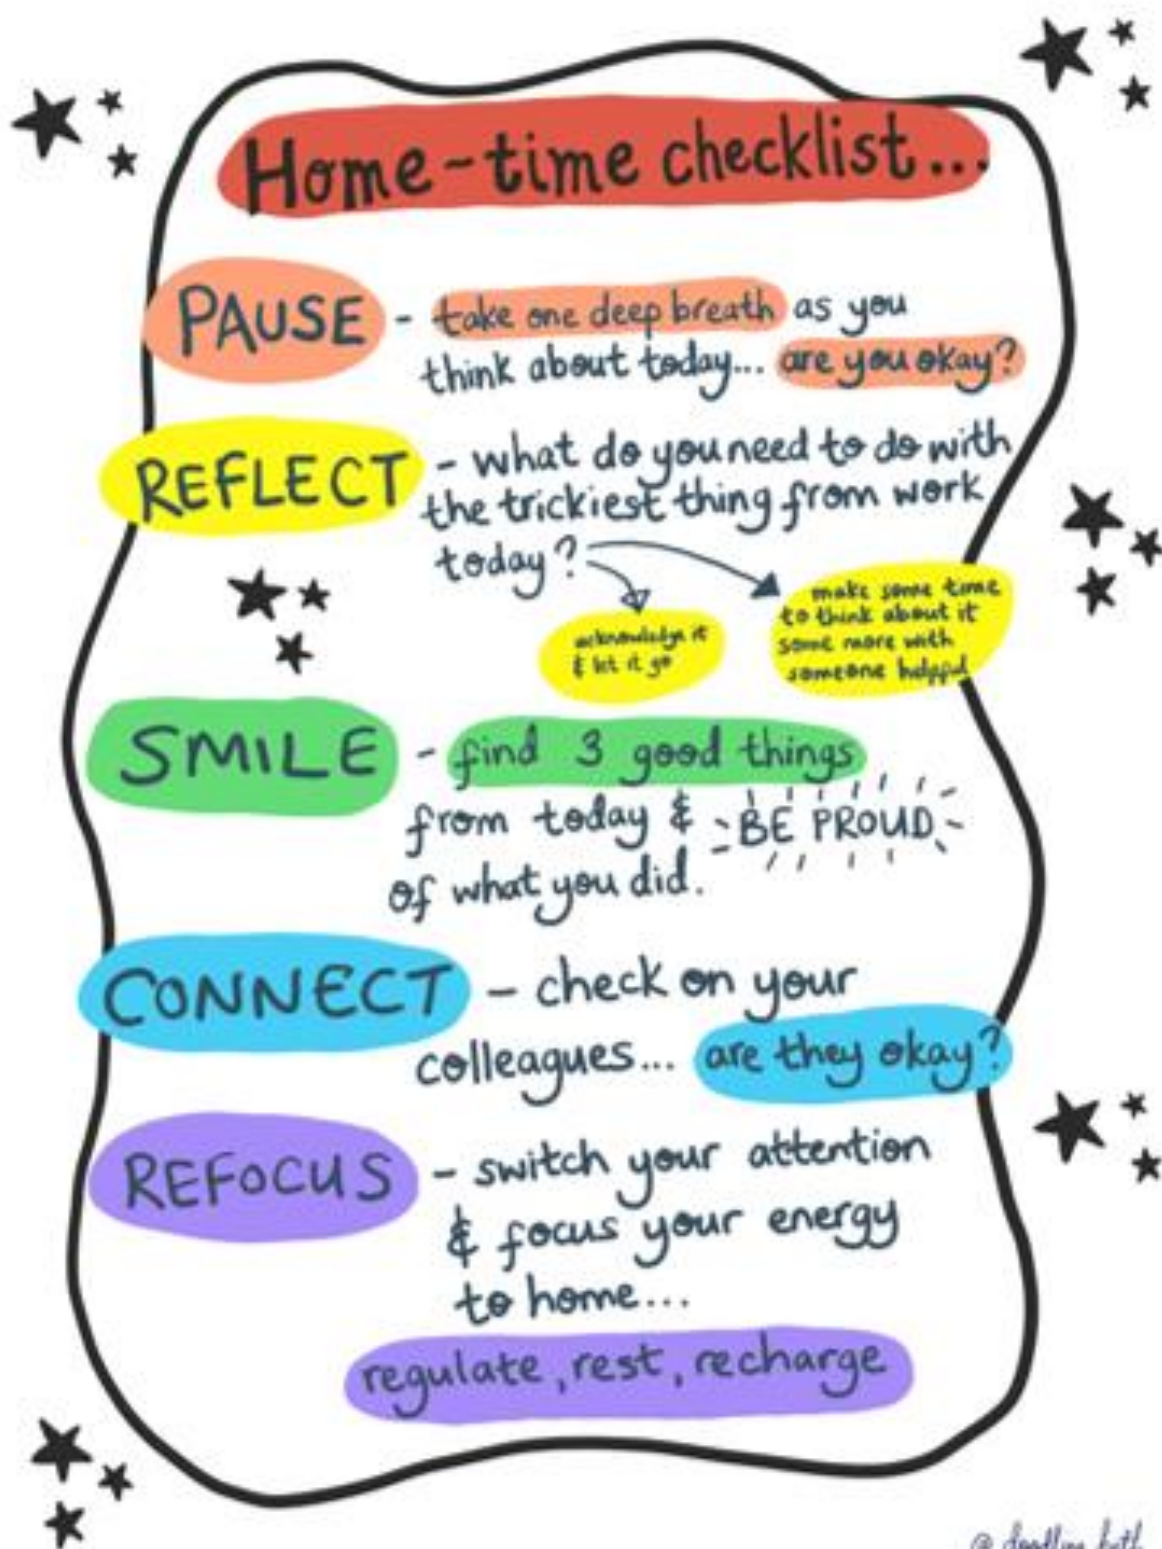 Home-time checklist...
PAUSE - take one deep breath as you
think about today... are you okay?
REFLECT - what do you need to do with
the trickiest thing from work
today?
acknowledge it
& let it go
make some time
to think about it
some more with
someone helpful
SMILE - find 3 good things
from today & BE PROUD
of what you did.
CONNECT - check on your
colleagues... are they okay?
REFOCUS - switch your attention
& focus your energy
to home...
regulate, rest, recharge